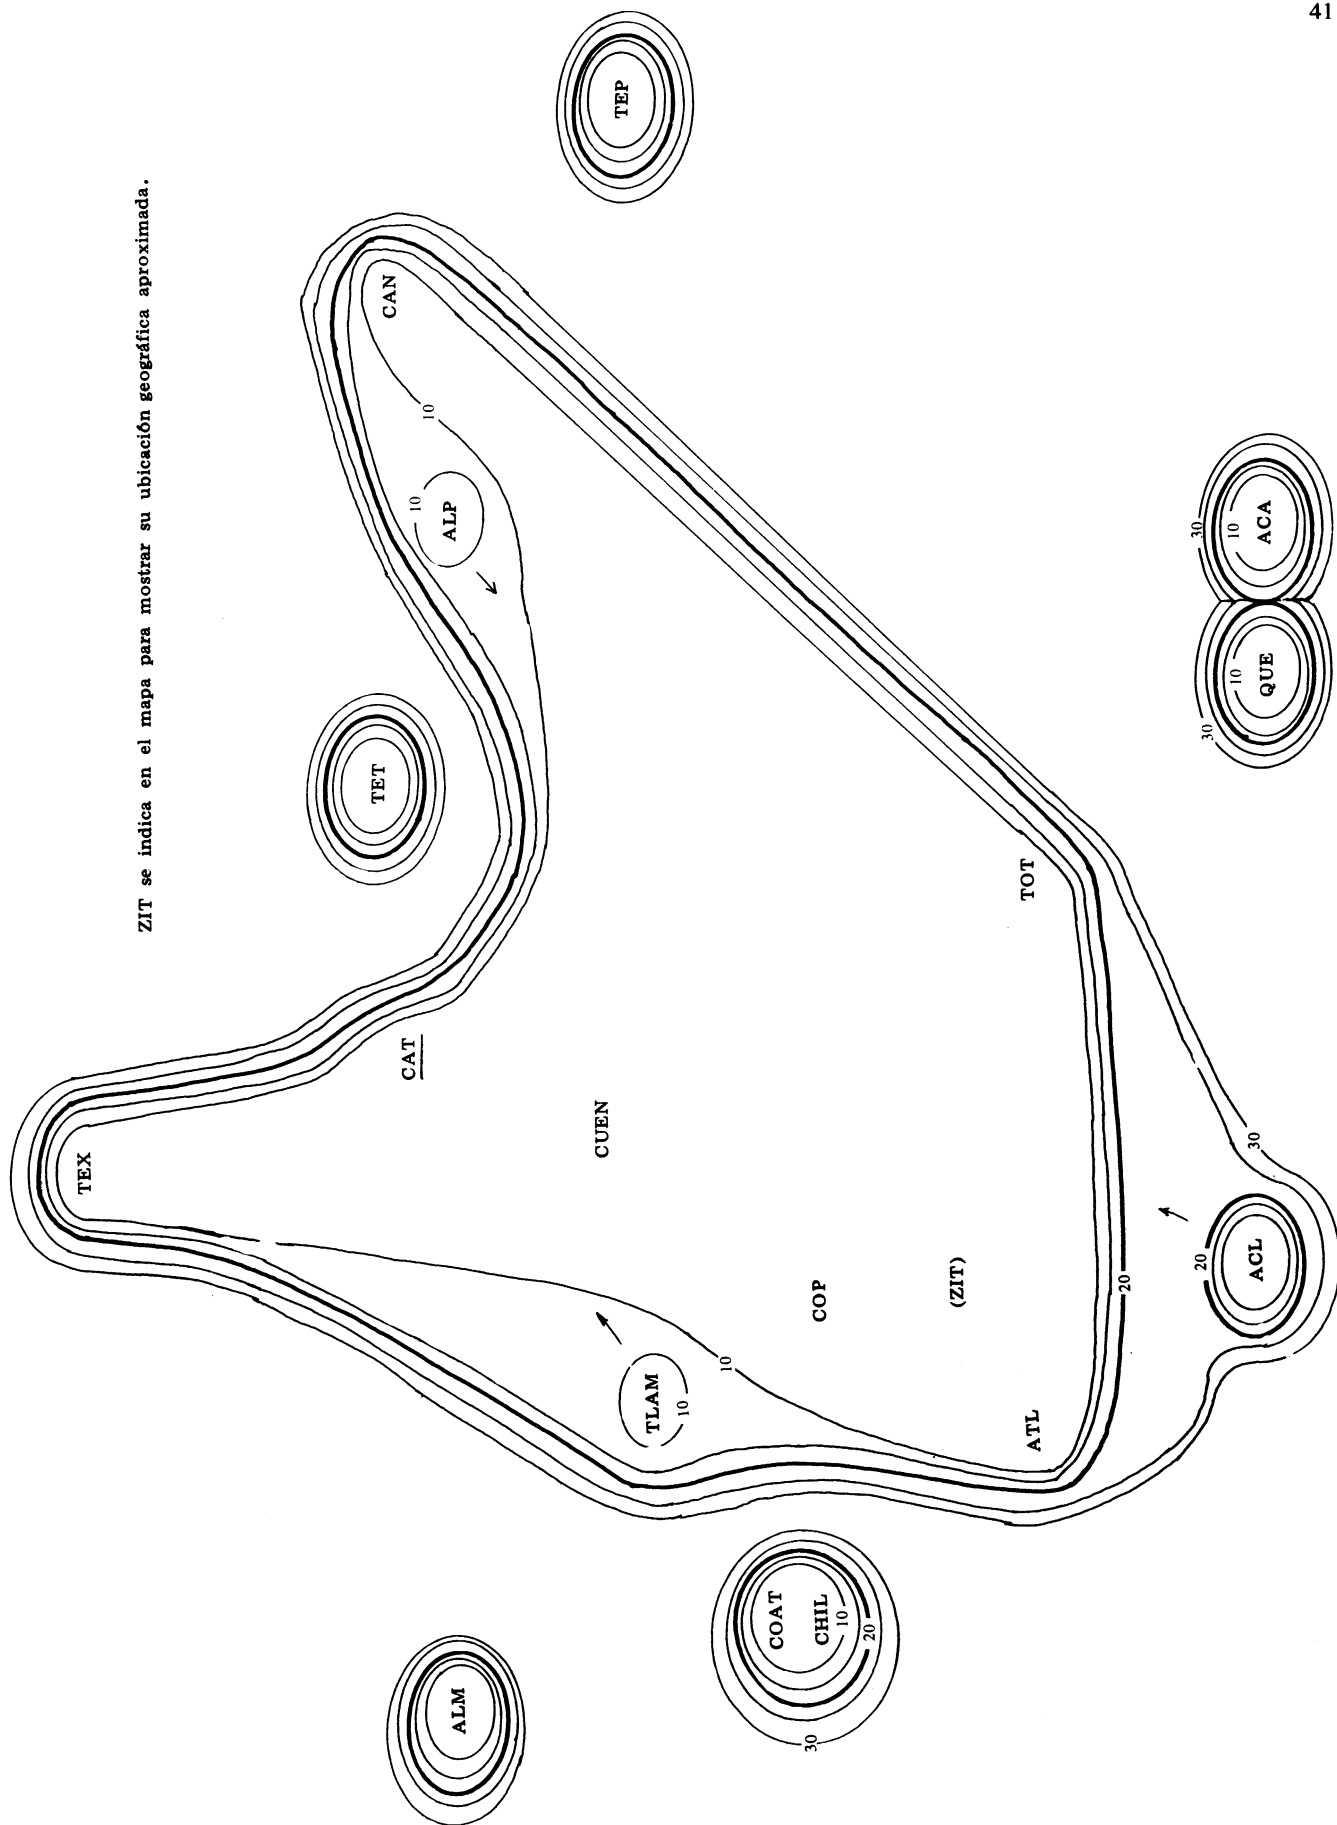 41
ZIT se indica en el mapa para mostrar su ubicación geográfica aproximada.
TEX
ALM
TET
CAN
CAT
10
10
ALP
CUEN
TEP
TLAM
10
10
COAT
CHIL
10
20
30
COP
(ZIT)
ATL
TOT
20
20
ACL
30
30
10
QUE
30
10
ACA